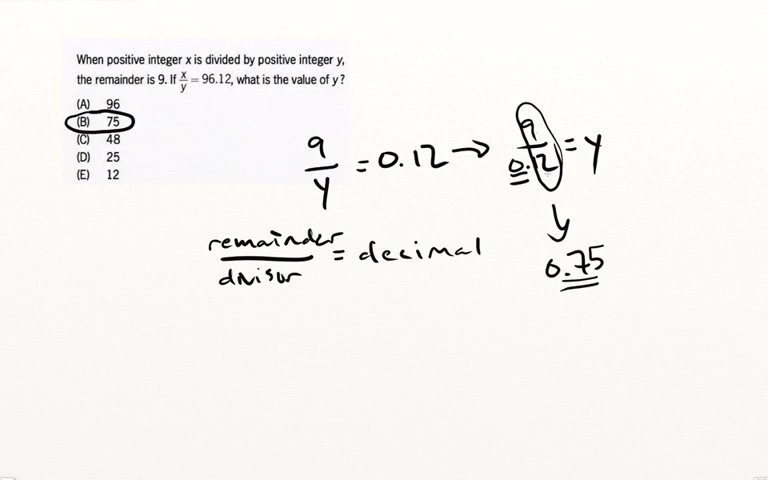 When positive integer x is divided by positive integer y,
the remainder is 9. If x/y = 96.12, what is the value of y?
(A) 96
(B) 75
(C) 48
(D) 25
(E) 12
9/y = 0.12 → 9/0.12 = y
remainder/divisor = decimal
0.75